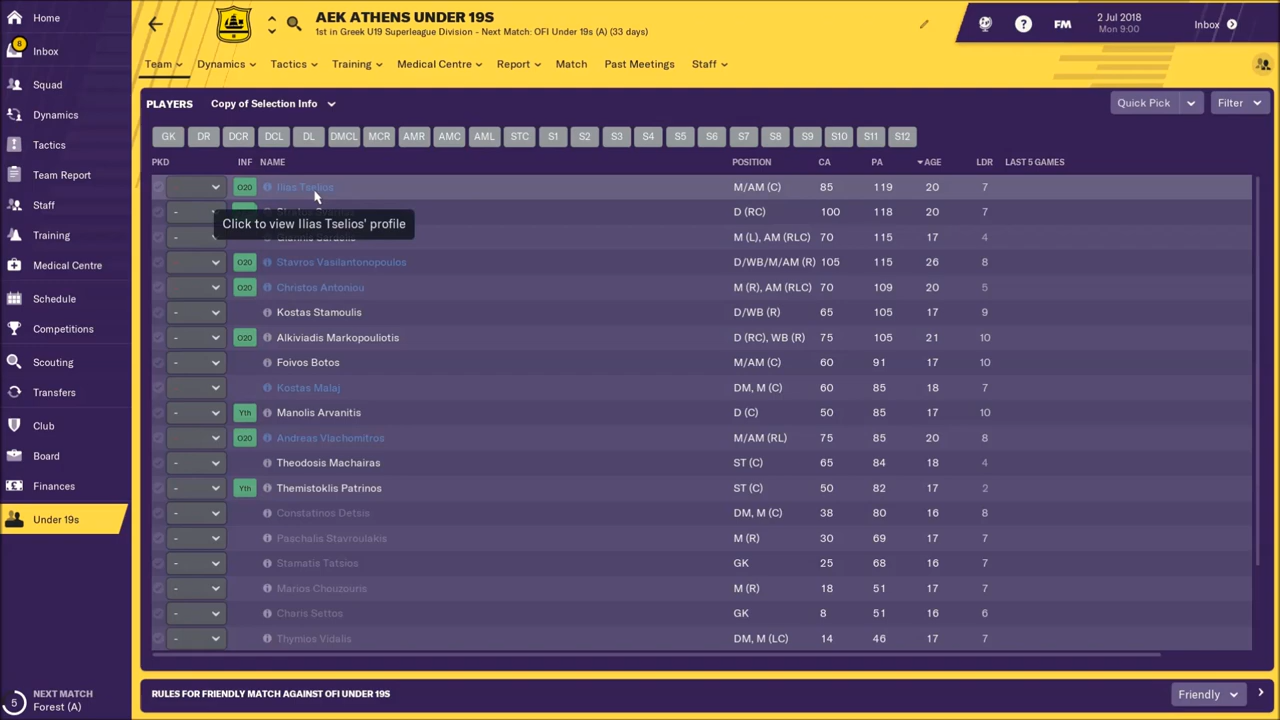 Home
8
Inbox
Squad
Dynamics
Tactics
Team Report
Staff
Training
Medical Centre
Schedule
Competitions
Scouting
Transfers
Club
Board
Finances
Under 19s
5
NEXT MATCH
Forest (A)
AEK ATHENS UNDER 19S
1st in Greek U19 Superleague Division - Next Match: OFI Under 19s (A) (33 days)
? FM
2 Jul 2018
Mon 9:00
Inbox
Team Dynamics Tactics Training Medical Centre Report Match Past Meetings Staff
PLAYERS Copy of Selection Info Quick Pick Filter
GK DR DCR DCL DL DMCL MCR AMR AMC AML STC S1 S2 S3 S4 S5 S6 S7 S8 S9 S10 S11 S12
PKD INF NAME POSITION CA PA AGE LDR LAST 5 GAMES
O20 Ilias Tselios M/AM (C) 85 119 20 7
- D (RC) 100 118 20 7
Click to view Ilias Tselios' profile
M (L), AM (RLC) 70 115 17 4
O20 Stavros Vasilantonopoulos D/WB/M/AM (R) 105 115 26 8
O20 Christos Antoniou M (R), AM (RLC) 70 109 20 5
- Kostas Stamoulis D/WB (R) 65 105 17 9
- O20 Alkiviadis Markopouliotis D (RC), WB (R) 75 105 21 10
- Foivos Botos M/AM (C) 60 91 17 10
Kostas Malaj DM, M (C) 60 85 18 7
- Yth Manolis Arvanitis D (C) 50 85 17 10
- O20 Andreas Vlachomitros M/AM (RL) 75 85 20 8
- Theodosis Machairas ST (C) 65 84 18 4
- Yth Themistoklis Patrinos ST (C) 50 82 17 2
- Constatinos Detsis DM, M (C) 38 80 16 8
- Paschalis Stavroulakis M (R) 30 69 17 7
- Stamatis Tatsios GK 25 68 16 7
- Marios Chouzouris M (R) 18 51 17 7
- Charis Settos GK 8 51 16 6
- Thymios Vidalis DM, M (LC) 14 46 17 7
RULES FOR FRIENDLY MATCH AGAINST OFI UNDER 19S Friendly